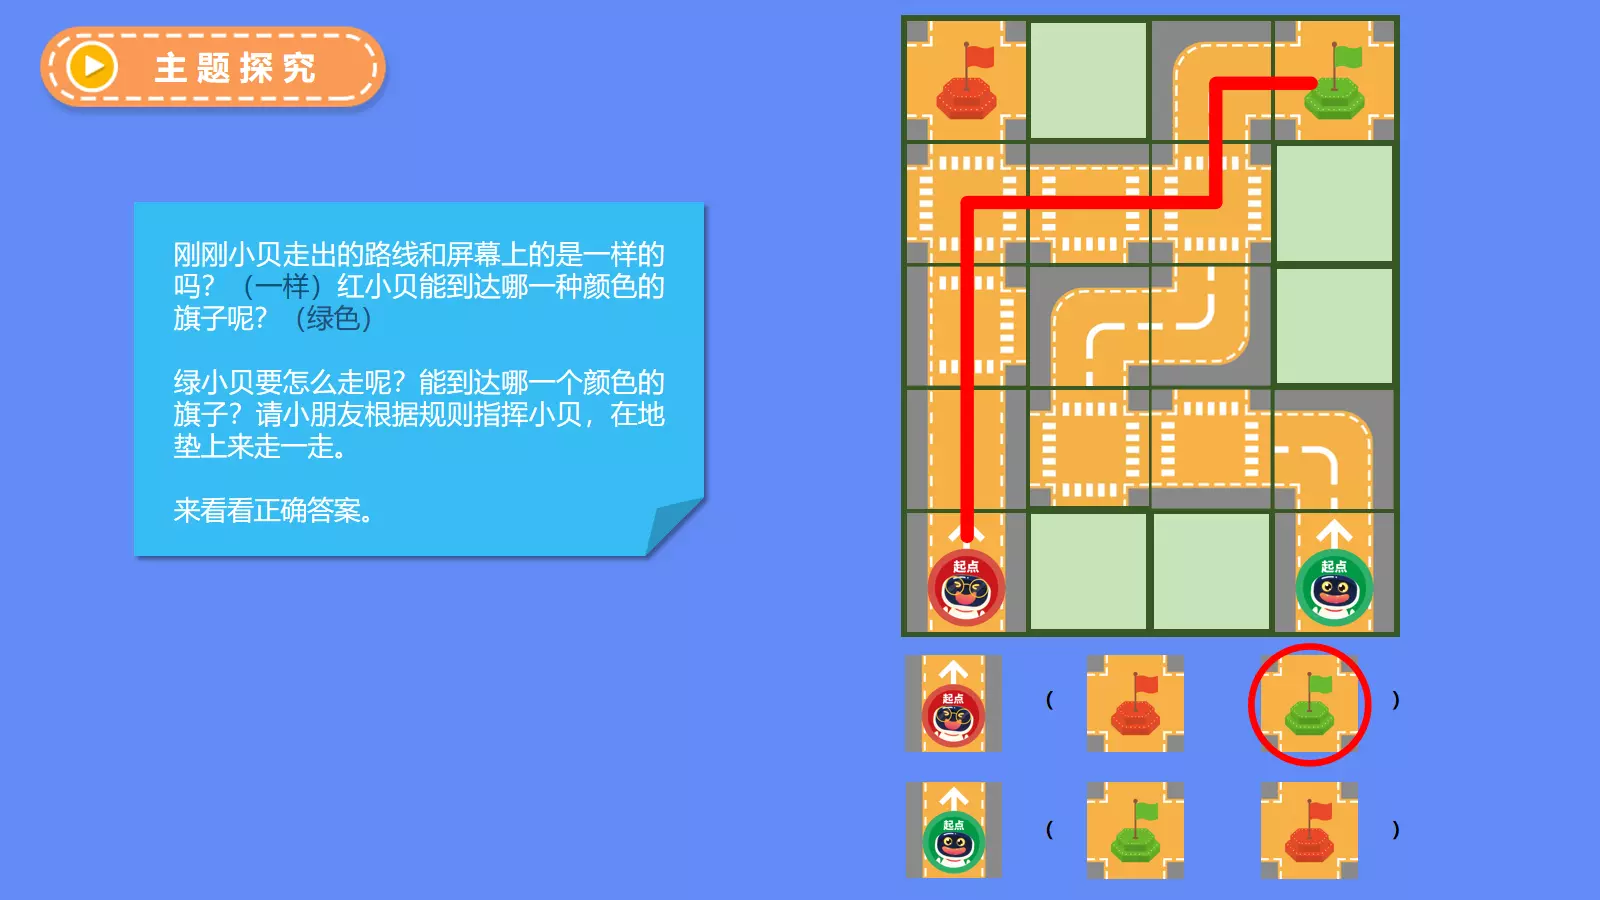 主题探究
刚刚小贝走出的路线和屏幕上的是一样的
吗？（一样）红小贝能到达哪一种颜色的
旗子呢？（绿色）
绿小贝要怎么走呢？能到达哪一个颜色的
旗子？请小朋友根据规则指挥小贝，在地
垫上来走一走。
来看看正确答案。
起点
起点
起点
(
)
起点
(
)